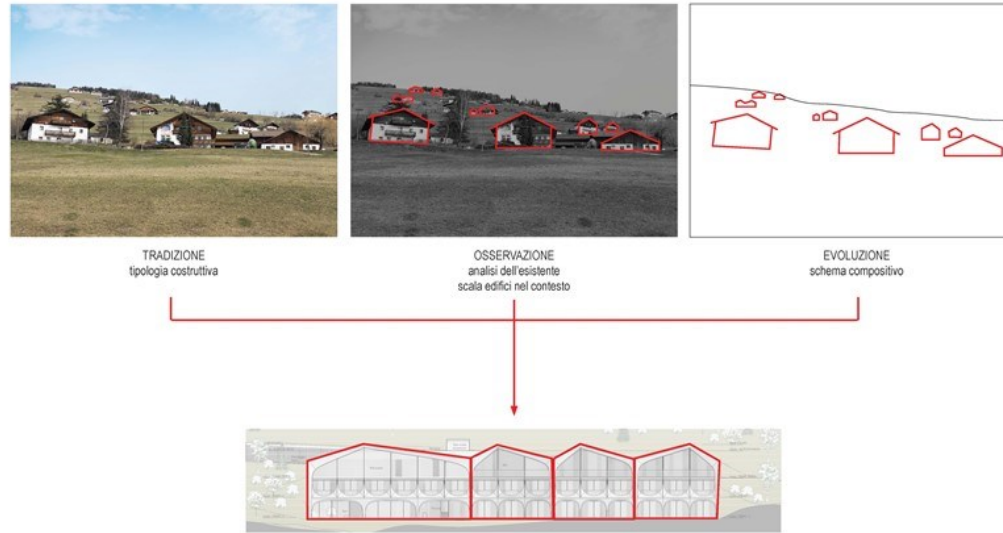 TRADIZIONE
tipologia costruttiva
OSSERVAZIONE
analisi dell'esistente
scala edifici nel contesto
EVOLUZIONE
schema compositivo